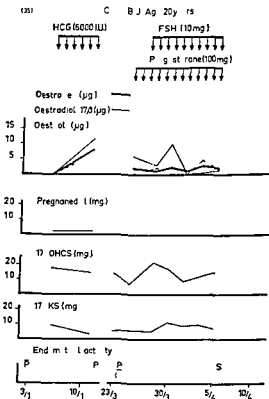 (35) C B J Ag 20y rs
HCG (5000 I.U.) FSH (10mg)
P g st rone (100mg)
Oestro e (µg)
Oestradiol 17β (µg)
Oest ol (µg)
15
10
5
Pregnaned l (mg)
20
10
17 OHCS (mg)
20
10
17 KS (mg
20
10
End m t l act ty
P P P S
3/1 10/1 23/3 30/3 5/4 10/4